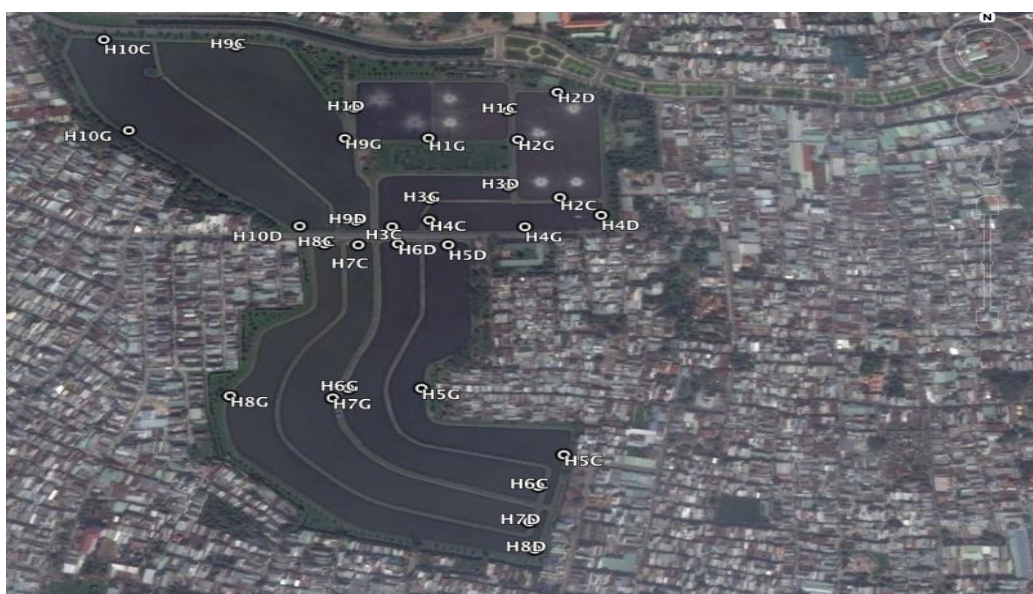 N
H10C
H9C
H2D
H1D
H1C
H10G
H9G
H1G
H2G
H3D
H3G
H2C
H9D
H4C
H4D
H10D
H8C
H3C
H4G
H7C
H6D
H5D
H6G
H8G
H7G
H5G
H5C
H6C
H7D
H8D